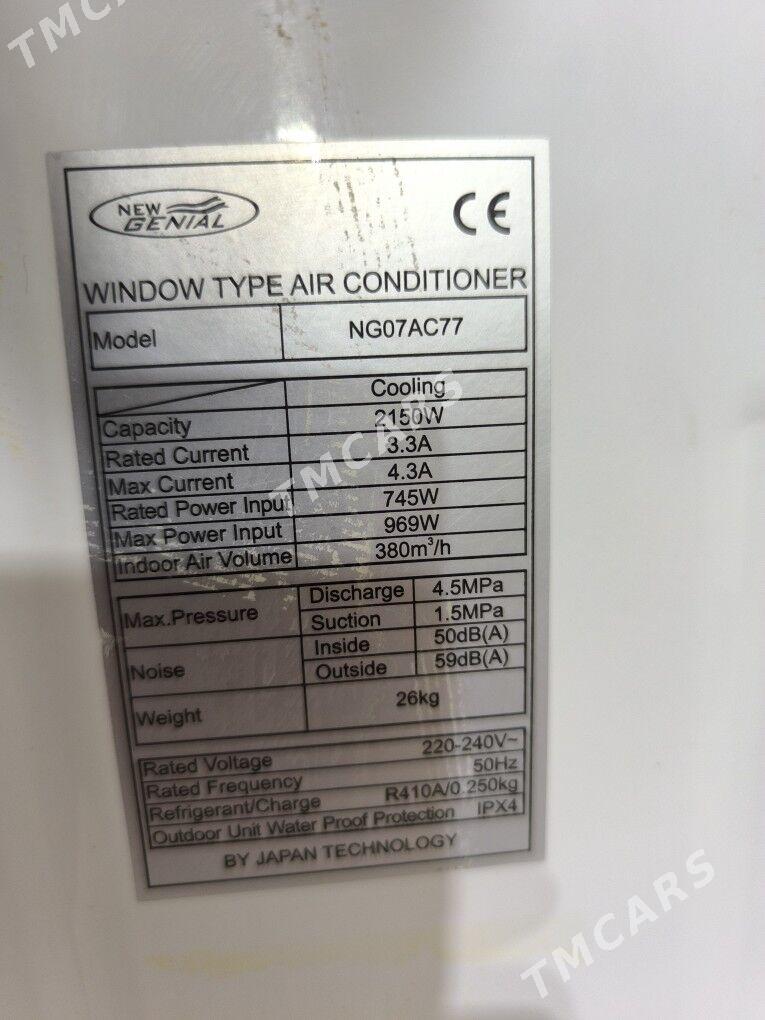 TMCARS
NEW
GENIAL
CE
WINDOW TYPE AIR CONDITIONER
Model NG07AC77
Cooling
Capacity 2150W
Rated Current 3.3A
Max Current 4.3A
Rated Power Input 745W
Max Power Input 969W
Indoor Air Volume 380m³/h
Max.Pressure Discharge 4.5MPa
Suction 1.5MPa
Noise Inside 50dB(A)
Outside 59dB(A)
Weight 26kg
Rated Voltage 220-240V~
Rated Frequency 50Hz
Refrigerant/Charge R410A/0.250kg
Outdoor Unit Water Proof Protection IPX4
BY JAPAN TECHNOLOGY
TMCARS
TMCARS